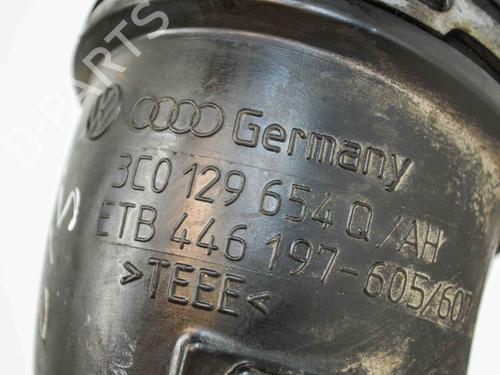 Germany
3C0 129 654 Q/AH
ETB 446 197-605/607
>TEEE<